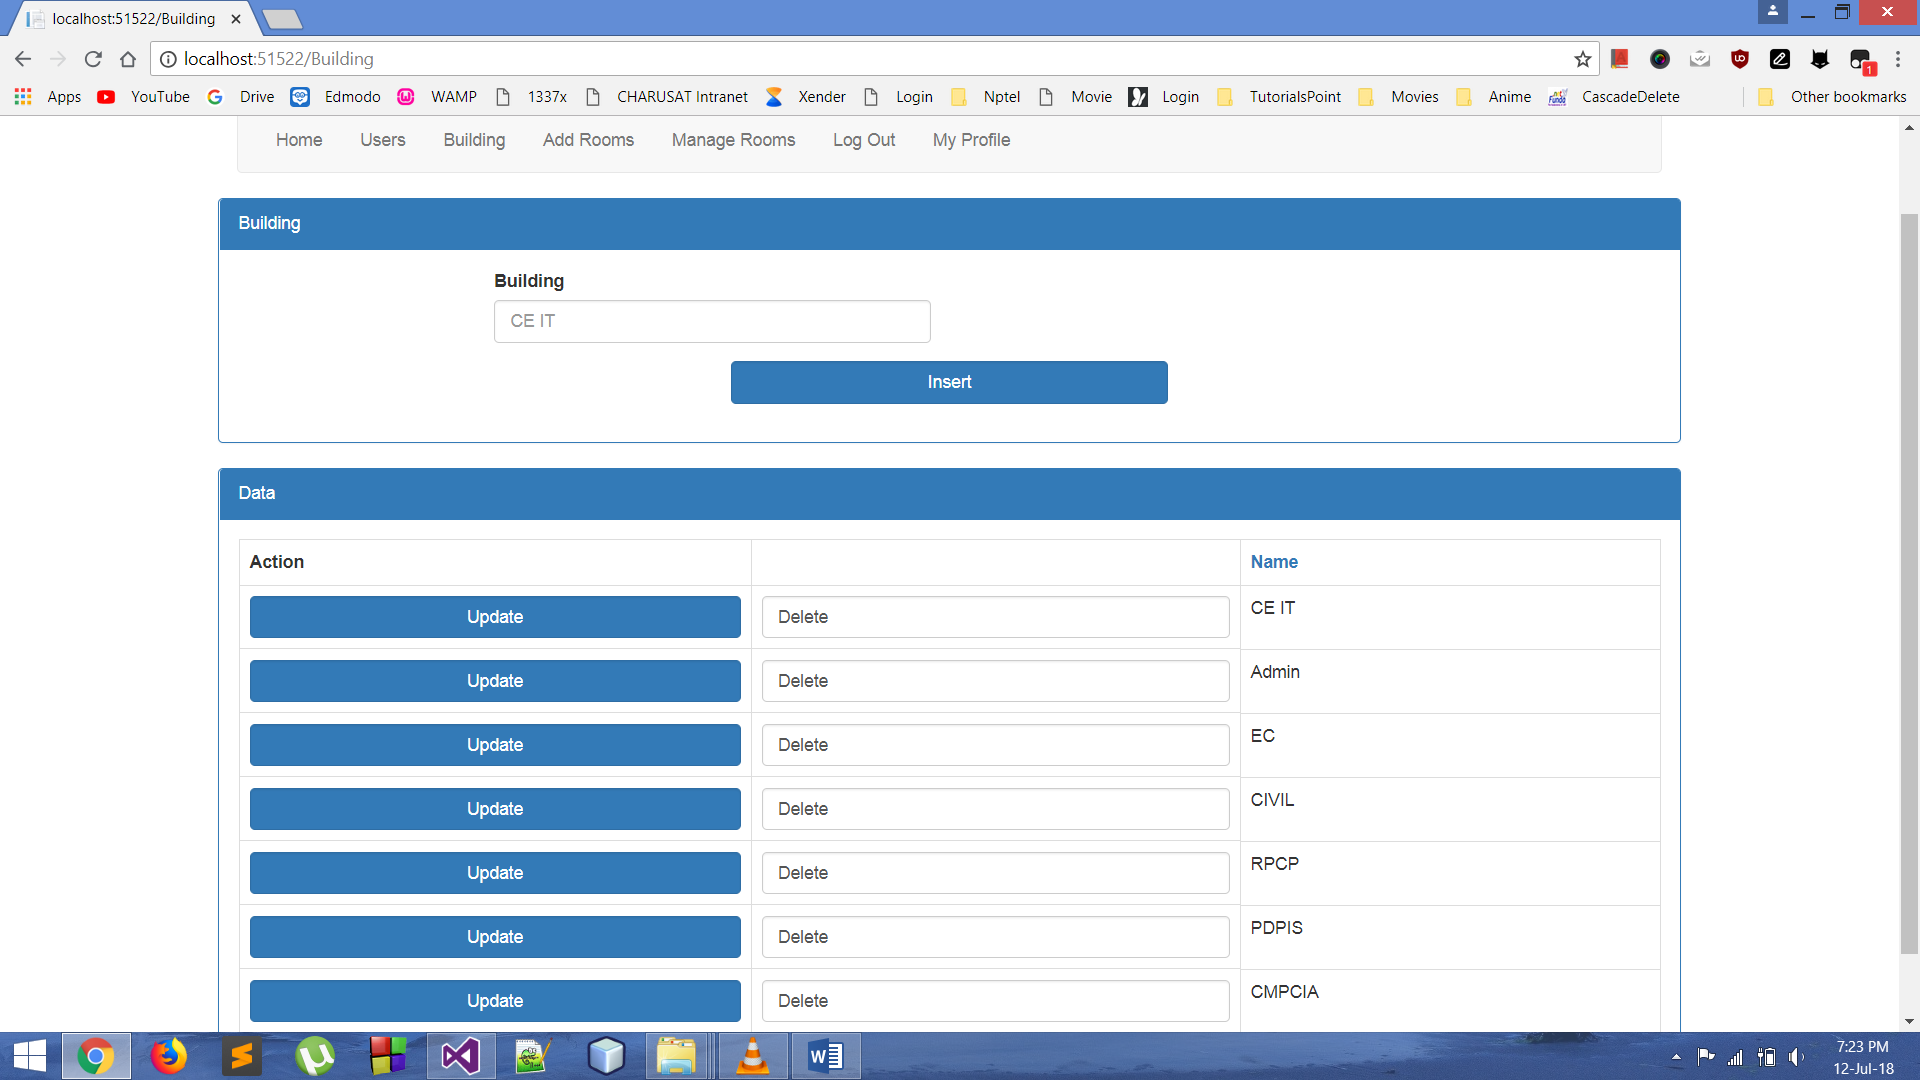 localhost:51522/Building
localhost:51522/Building
Apps YouTube Drive Edmodo WAMP 1337x CHARUSAT Intranet Xender Login Nptel Movie Login TutorialsPoint Movies Anime CascadeDelete Other bookmarks
Home Users Building Add Rooms Manage Rooms Log Out My Profile
Building
Building
CE IT
Insert
Data
Action Name
Update Delete CE IT
Update Delete Admin
Update Delete EC
Update Delete CIVIL
Update Delete RPCP
Update Delete PDPIS
Update Delete CMPCIA
7:23 PM
12-Jul-18